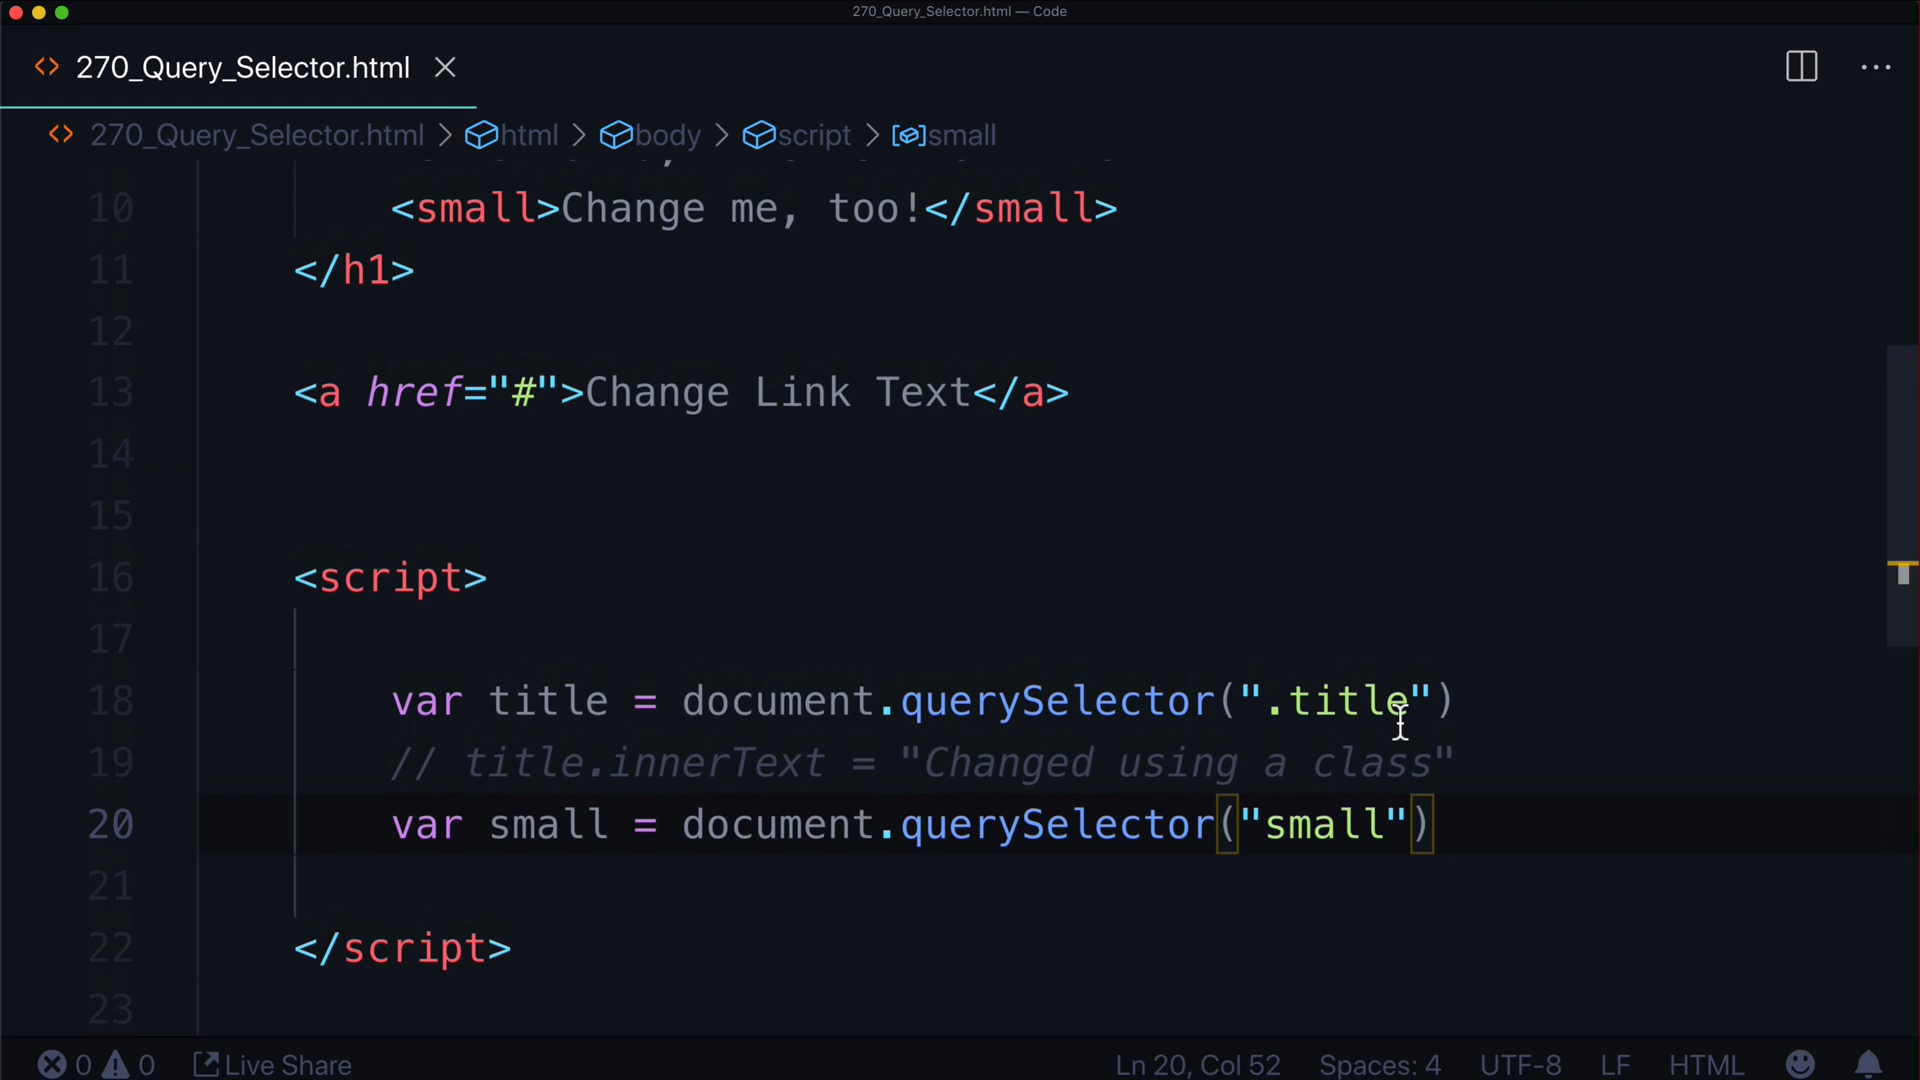 270_Query_Selector.html — Code
270_Query_Selector.html
270_Query_Selector.html > html > body > script > small
10 <small>Change me, too!</small>
11 </h1>
12
13 <a href="#">Change Link Text</a>
14
15
16 <script>
17
18 var title = document.querySelector(".title")
19 // title.innerText = "Changed using a class"
20 var small = document.querySelector("small")
21
22 </script>
23
0 0 Live Share Ln 20, Col 52 Spaces: 4 UTF-8 LF HTML